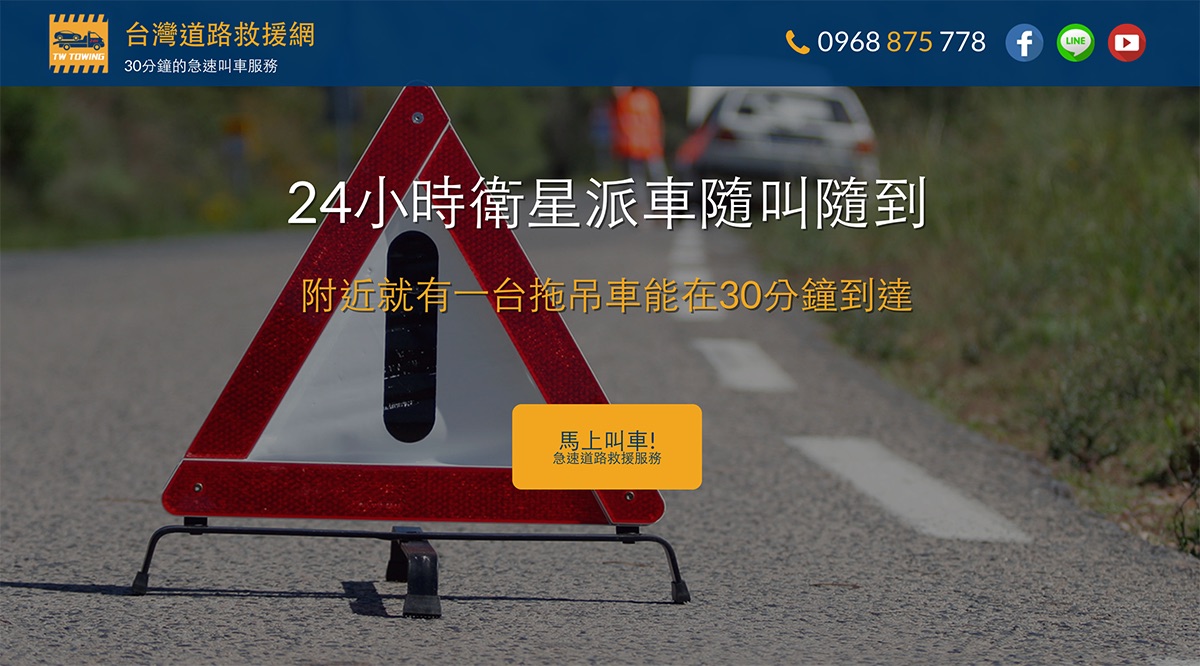 TW TOWING
台灣道路救援網
30分鐘的急速叫車服務
0968 875 778
LINE
24小時衛星派車隨叫隨到
附近就有一台拖吊車能在30分鐘到達
馬上叫車!
急速道路救援服務